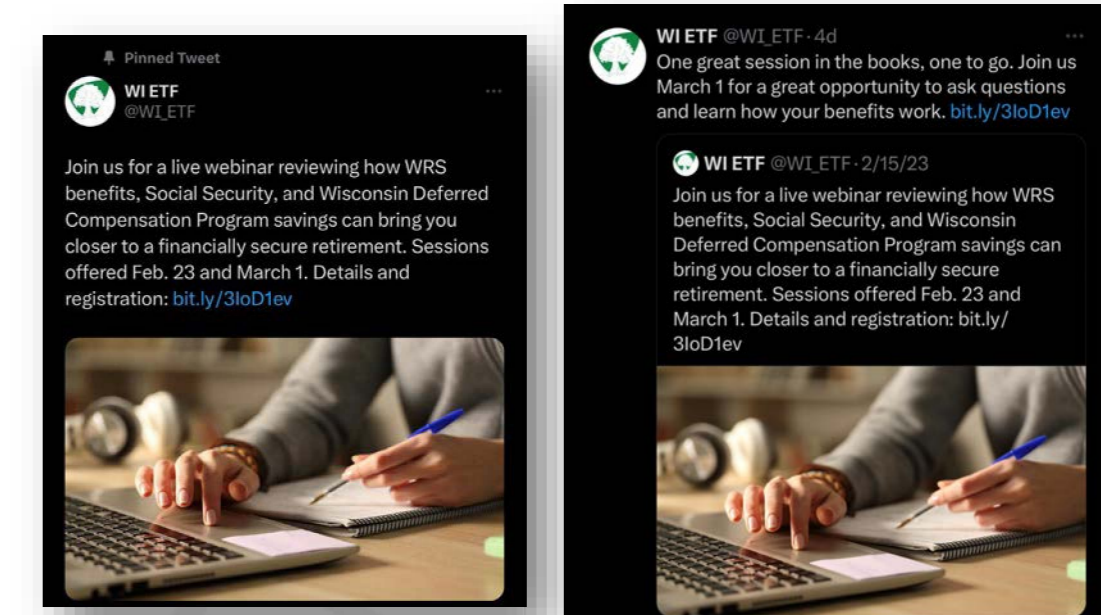 Pinned Tweet
WI ETF
@WI_ETF
Join us for a live webinar reviewing how WRS
benefits, Social Security, and Wisconsin Deferred
Compensation Program savings can bring you
closer to a financially secure retirement. Sessions
offered Feb. 23 and March 1. Details and
registration: bit.ly/3IoD1ev
WI ETF @WI_ETF · 4d
One great session in the books, one to go. Join us
March 1 for a great opportunity to ask questions
and learn how your benefits work. bit.ly/3IoD1ev
WI ETF @WI_ETF · 2/15/23
Join us for a live webinar reviewing how WRS
benefits, Social Security, and Wisconsin
Deferred Compensation Program savings can
bring you closer to a financially secure
retirement. Sessions offered Feb. 23 and
March 1. Details and registration: bit.ly/
3IoD1ev